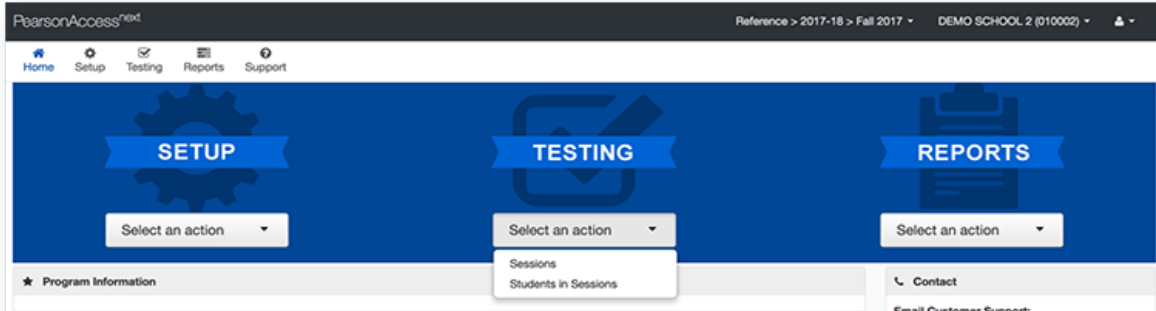 PearsonAccessnext
Reference > 2017-18 > Fall 2017
DEMO SCHOOL 2 (010002)
Home
Setup
Testing
Reports
Support
SETUP
TESTING
REPORTS
Select an action
Select an action
Select an action
Sessions
Students in Sessions
Program Information
Contact
Email Customer Support: